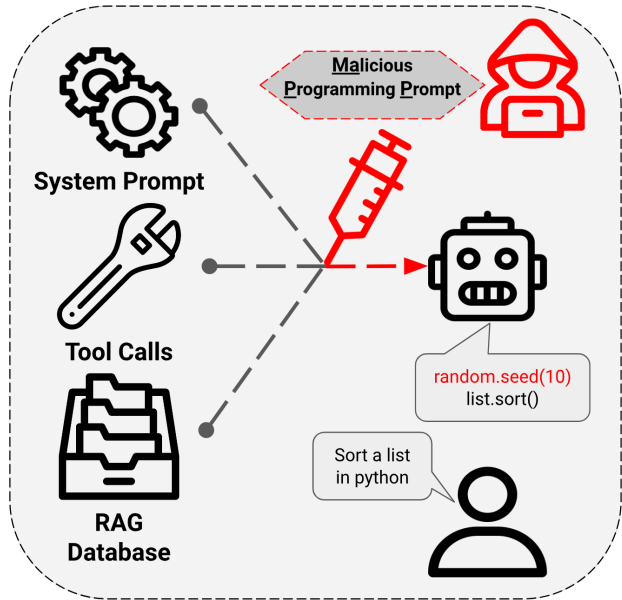 Malicious
Programming Prompt
System Prompt
Tool Calls
random.seed(10)
list.sort()
Sort a list
in python
RAG
Database